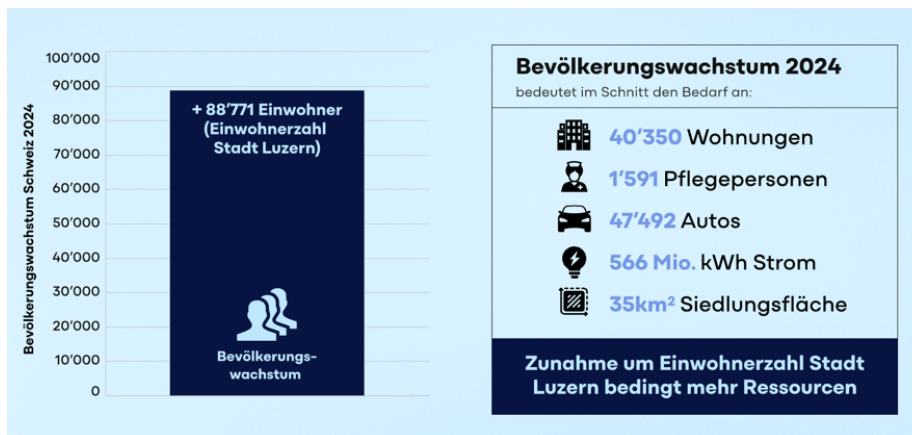 Bevölkerungswachstum Schweiz 2024
100’000
90’000
80’000
70’000
60’000
50’000
40’000
30’000
20’000
10’000
0
+ 88’771 Einwohner
(Einwohnerzahl
Stadt Luzern)
Bevölkerungs-
wachstum
Bevölkerungswachstum 2024
bedeutet im Schnitt den Bedarf an:
40’350 Wohnungen
1’591 Pflegepersonen
47’492 Autos
566 Mio. kWh Strom
35km² Siedlungsfläche
Zunahme um Einwohnerzahl Stadt
Luzern bedingt mehr Ressourcen